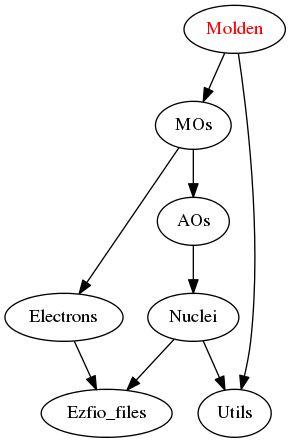 Molden
MOs
AOs
Electrons
Nuclei
Ezfio_files
Utils